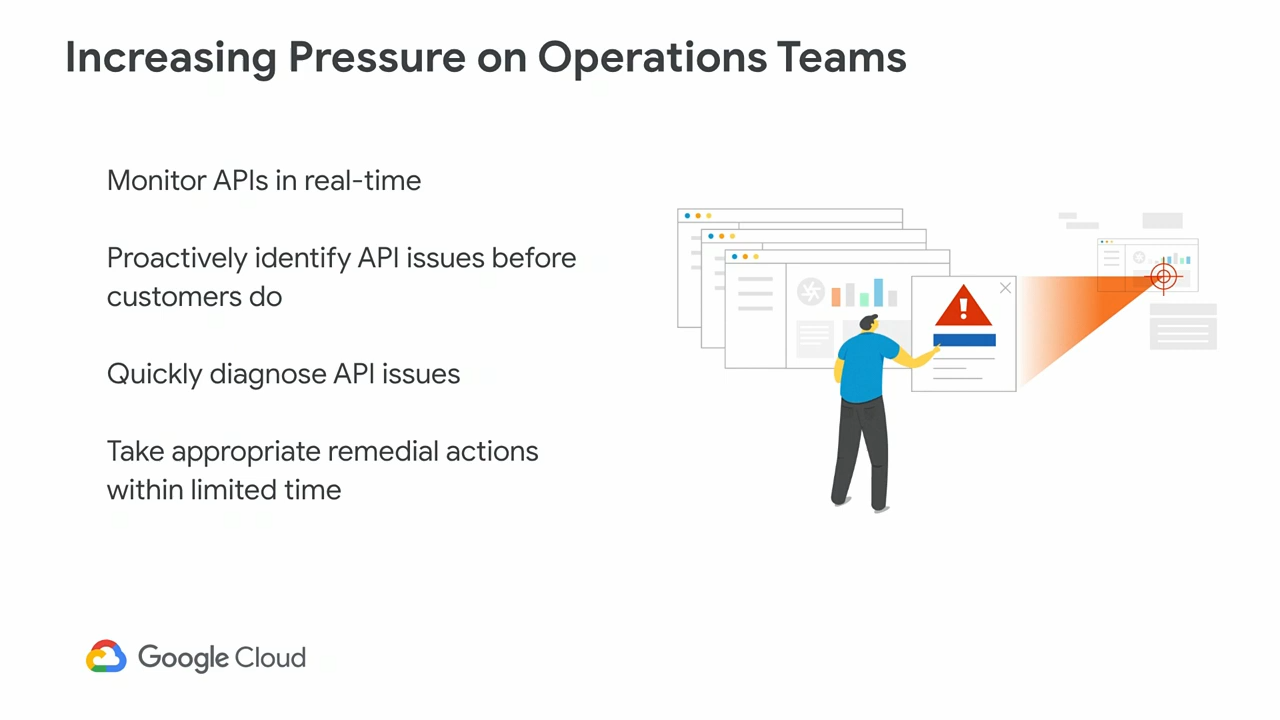 Increasing Pressure on Operations Teams
Monitor APIs in real-time
Proactively identify API issues before
customers do
Quickly diagnose API issues
Take appropriate remedial actions
within limited time
Google Cloud